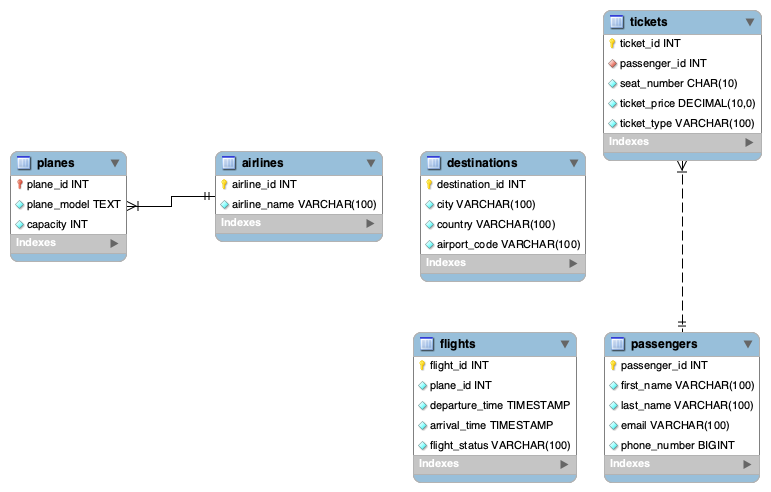 tickets
ticket_id INT
passenger_id INT
seat_number CHAR(10)
ticket_price DECIMAL(10,0)
ticket_type VARCHAR(100)
Indexes
planes
plane_id INT
plane_model TEXT
capacity INT
Indexes
airlines
airline_id INT
airline_name VARCHAR(100)
Indexes
destinations
destination_id INT
city VARCHAR(100)
country VARCHAR(100)
airport_code VARCHAR(100)
Indexes
flights
flight_id INT
plane_id INT
departure_time TIMESTAMP
arrival_time TIMESTAMP
flight_status VARCHAR(100)
Indexes
passengers
passenger_id INT
first_name VARCHAR(100)
last_name VARCHAR(100)
email VARCHAR(100)
phone_number BIGINT
Indexes